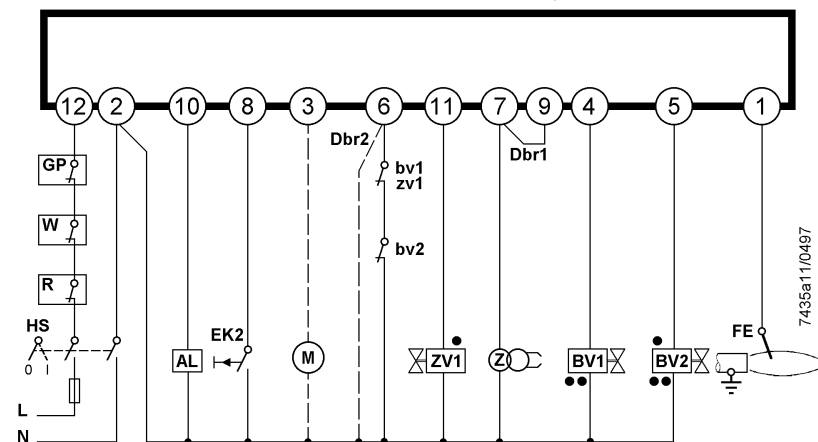 12 2 10 8 3 6 11 7 9 4 5 1
Dbr2
Dbr1
GP
bv1
zv1
W
bv2
R
7435a11/0497
HS
EK2
FE
0 I
AL
M
ZV1
Z
BV1
BV2
L
N